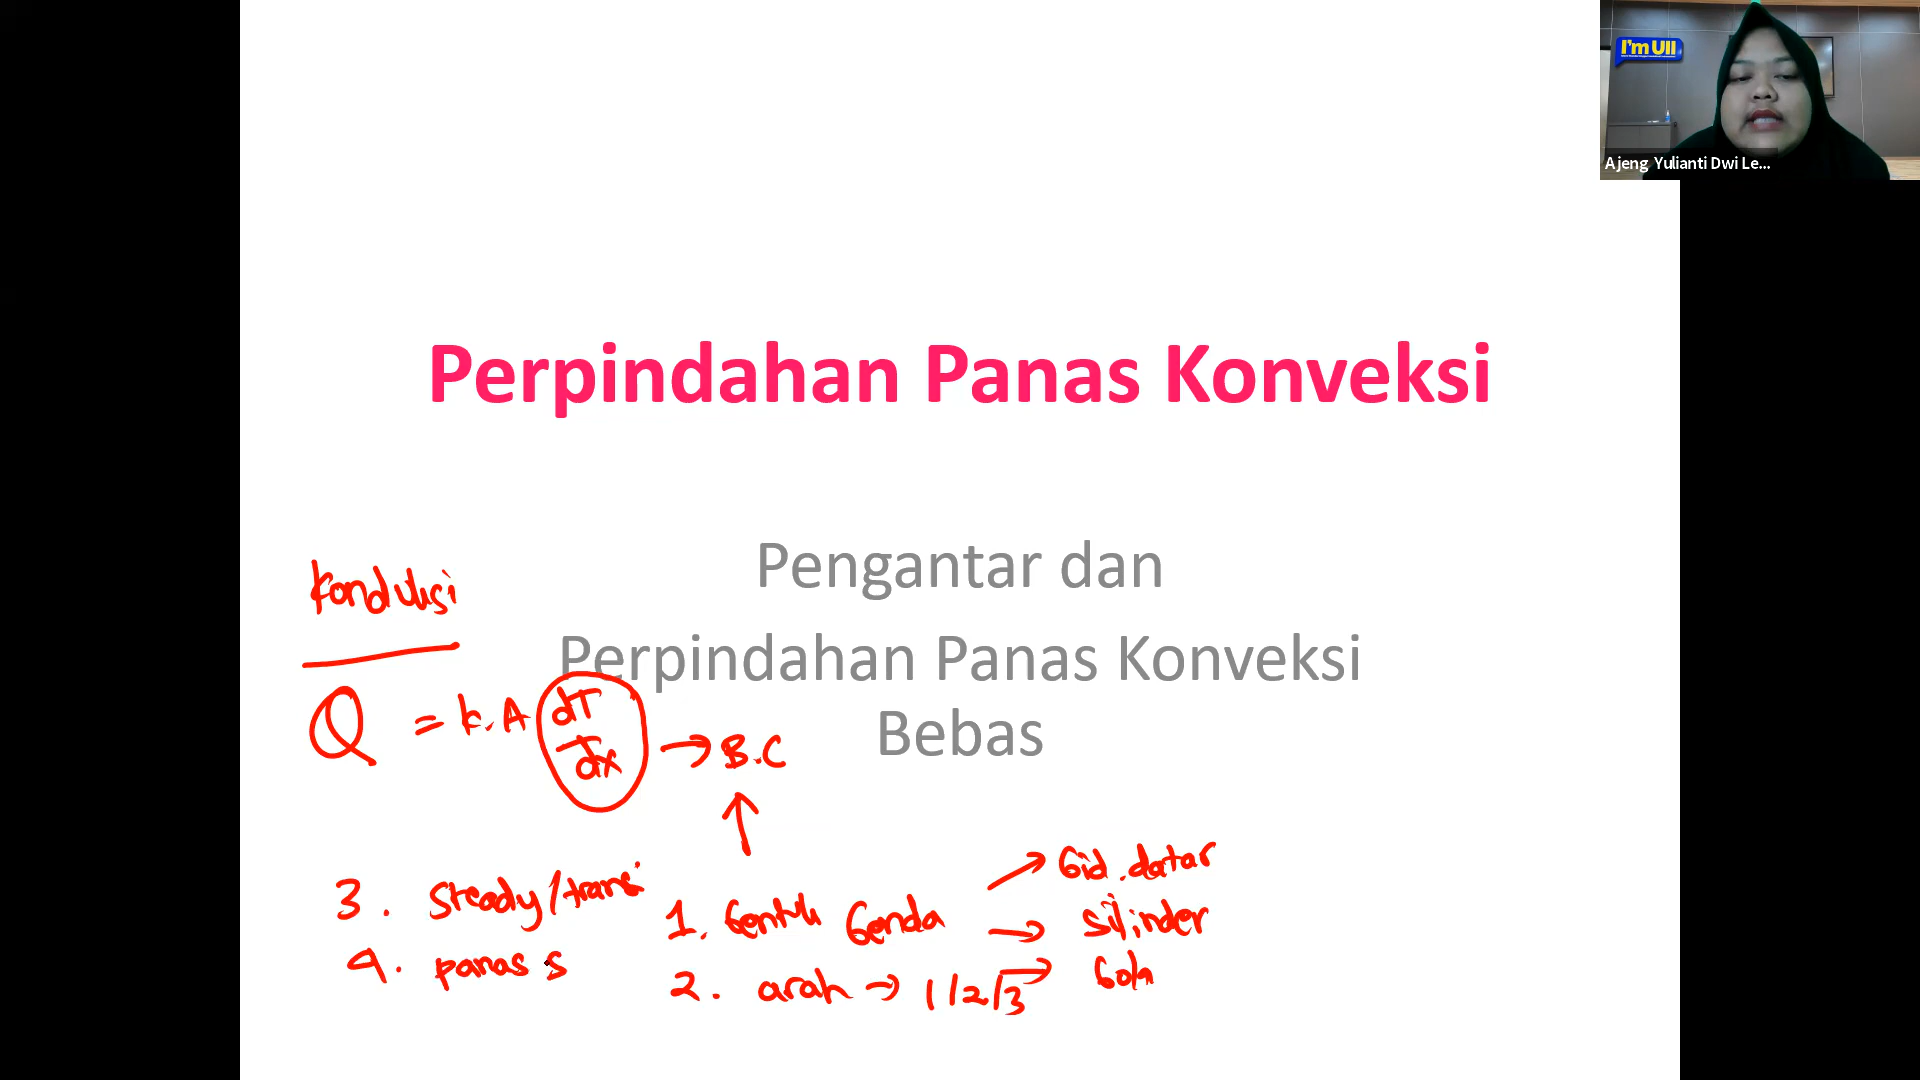 I'm UII
Ajeng Yulianti Dwi Le...
Perpindahan Panas Konveksi
Pengantar dan
Perpindahan Panas Konveksi
Bebas
Konduksi
Q = k.A dT/dx → B.C
3. Steady/trans
4. panas s
1. bentuk benda → bid.datar
→ silinder
→ bola
2. arah → 1/2/3